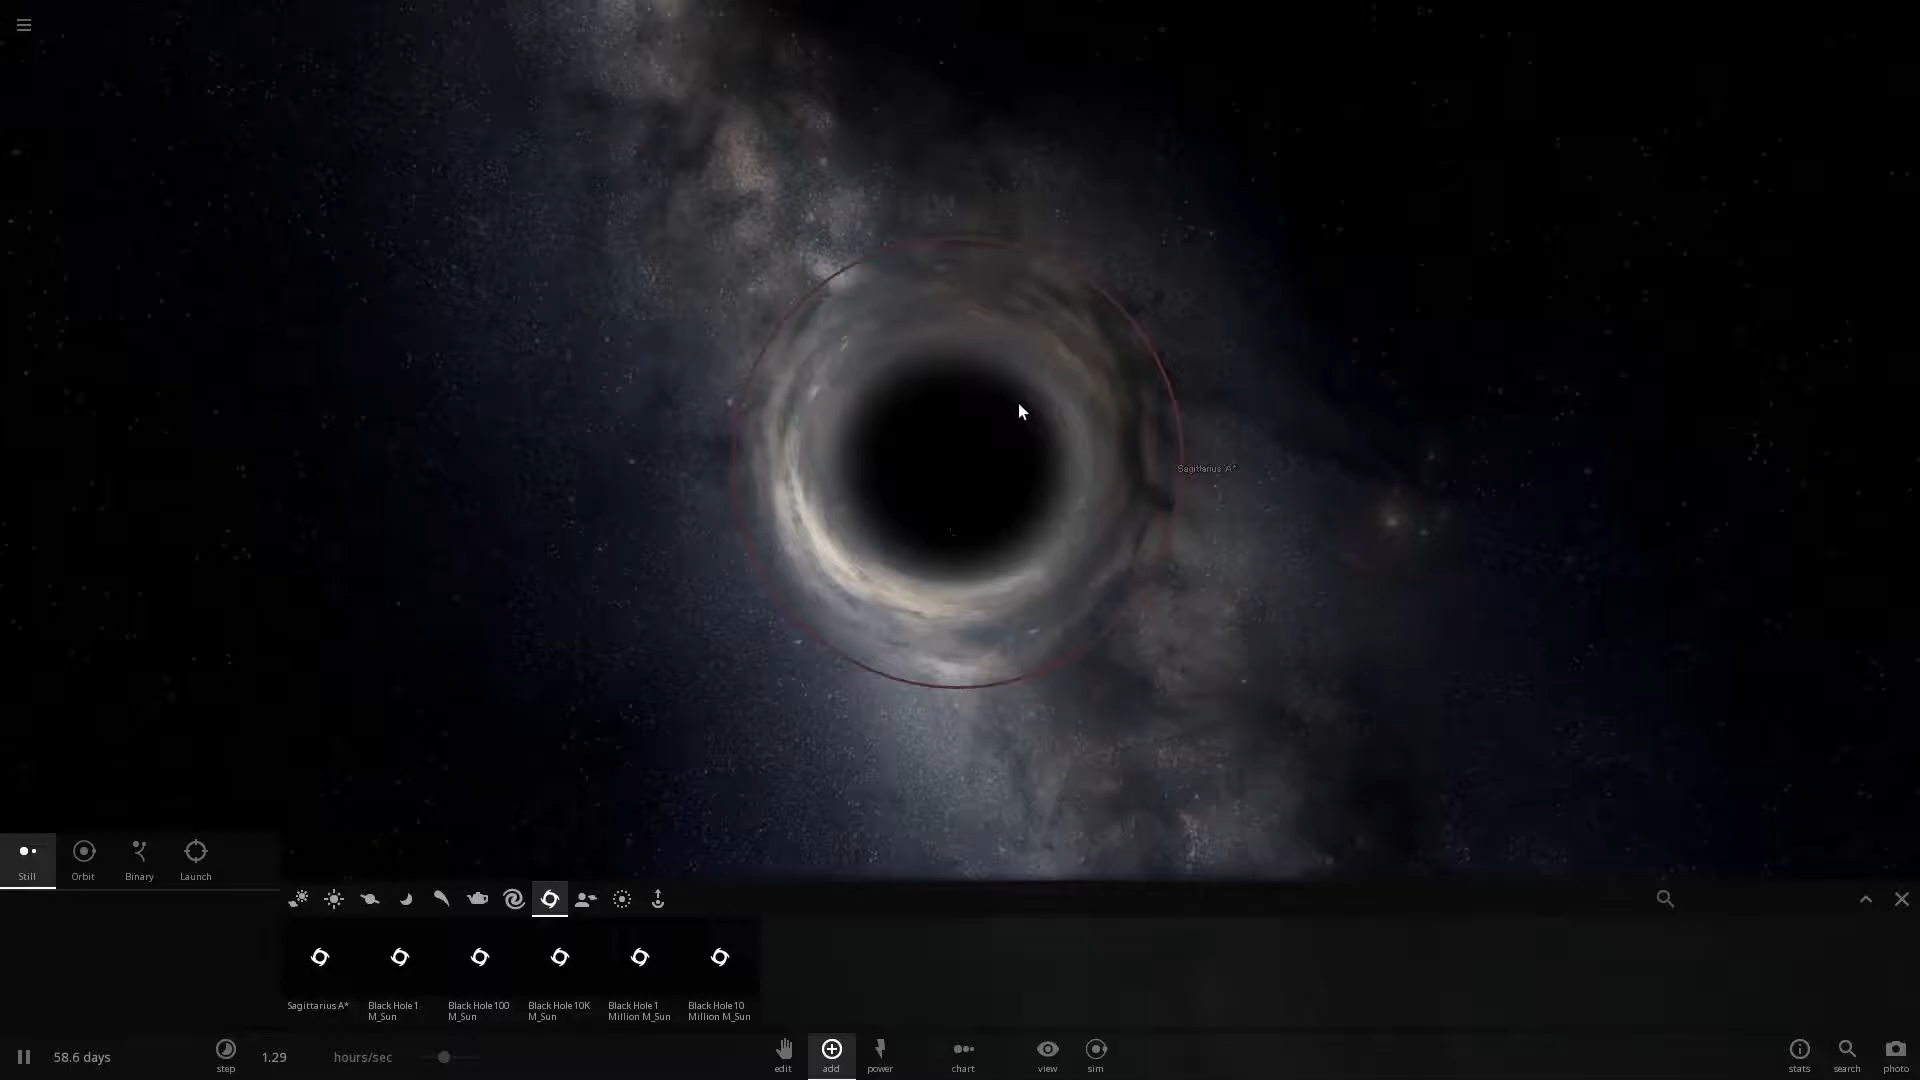 Sagittarius A*
Still
Orbit
Binary
Launch
Sagittarius A*
Black Hole 1
M_Sun
Black Hole 100
M_Sun
Black Hole 10K
M_Sun
Black Hole 1
Million M_Sun
Black Hole 10
Million M_Sun
58.6 days
step
1.29
hours/sec
edit
add
power
chart
view
sim
stats
search
photo